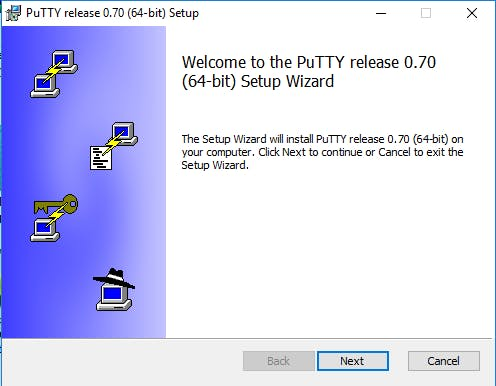 PuTTY release 0.70 (64-bit) Setup
Welcome to the PuTTY release 0.70
(64-bit) Setup Wizard
The Setup Wizard will install PuTTY release 0.70 (64-bit) on
your computer. Click Next to continue or Cancel to exit the
Setup Wizard.
Back
Next
Cancel